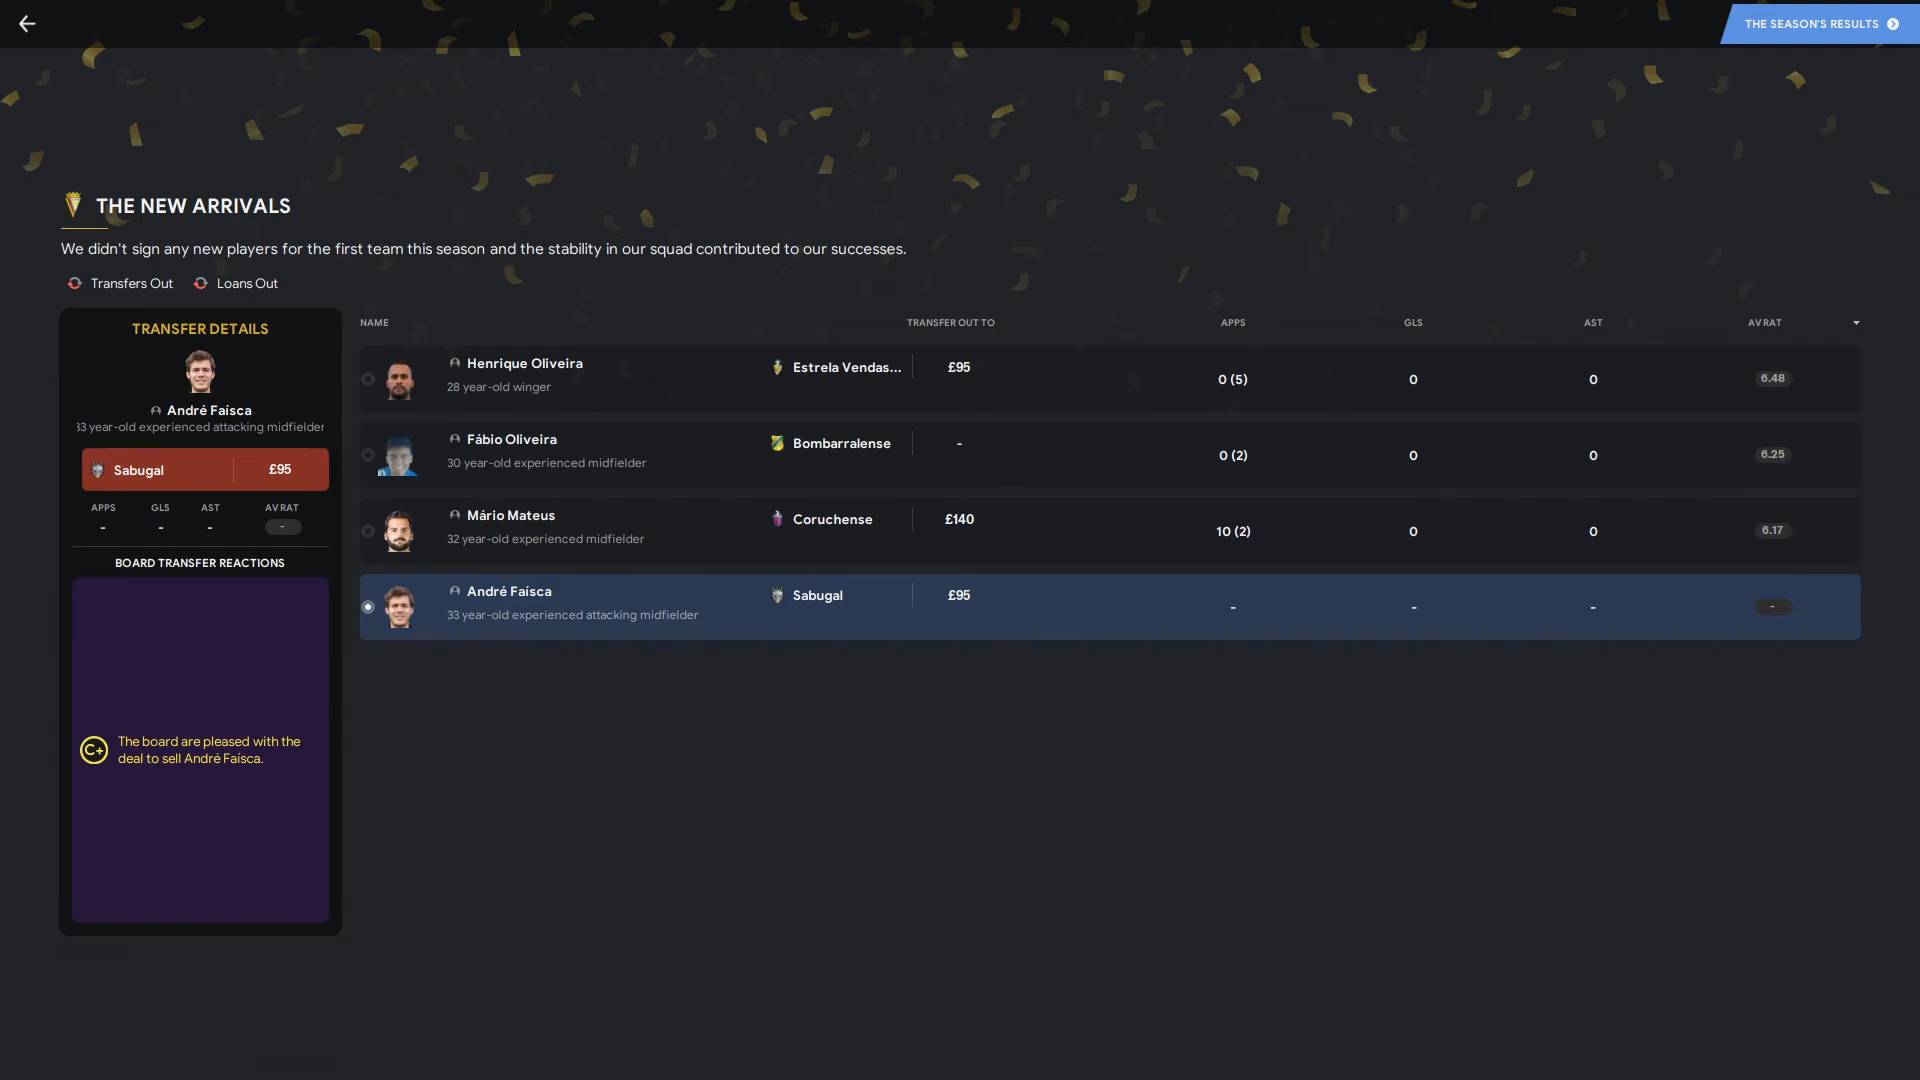 THE SEASON'S RESULTS
THE NEW ARRIVALS
We didn't sign any new players for the first team this season and the stability in our squad contributed to our successes.
Transfers Out Loans Out
TRANSFER DETAILS
André Faísca
33 year-old experienced attacking midfielder
Sabugal £95
APPS GLS AST AV RAT
- - - -
BOARD TRANSFER REACTIONS
C+ The board are pleased with the
deal to sell André Faísca.
NAME TRANSFER OUT TO APPS GLS AST AV RAT
Henrique Oliveira Estrela Vendas... £95 0 (5) 0 0 6.48
28 year-old winger
Fábio Oliveira Bombarralense - 0 (2) 0 0 6.25
30 year-old experienced midfielder
Mário Mateus Coruchense £140 10 (2) 0 0 6.17
32 year-old experienced midfielder
André Faísca Sabugal £95 - - - -
33 year-old experienced attacking midfielder